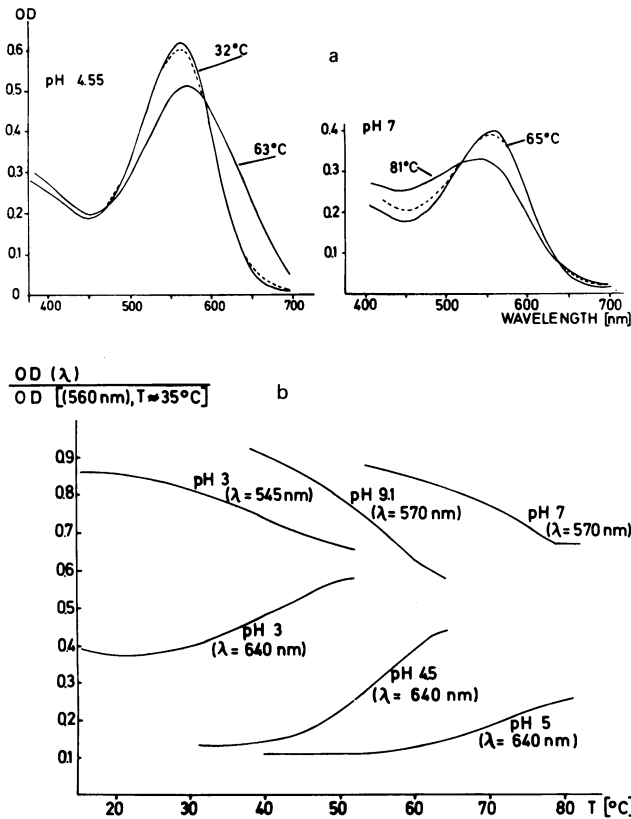 OD
0.6
0.5
0.4
0.3
0.2
0.1
0
pH 4.55
32°C
63°C
400
500
600
700
a
pH 7
0.4
0.3
0.2
0.1
65°C
81°C
400
500
600
700
WAVELENGTH [nm]
OD (λ)
OD [(560 nm), T≈35°C]
b
0.9
0.8
0.7
0.6
0.5
0.4
0.3
0.2
0.1
pH 3
(λ= 545 nm)
pH 9.1
(λ= 570 nm)
pH 7
(λ= 570 nm)
pH 3
(λ= 640 nm)
pH 4.5
(λ= 640 nm)
pH 5
(λ= 640 nm)
20
30
40
50
60
70
80
T [°C]